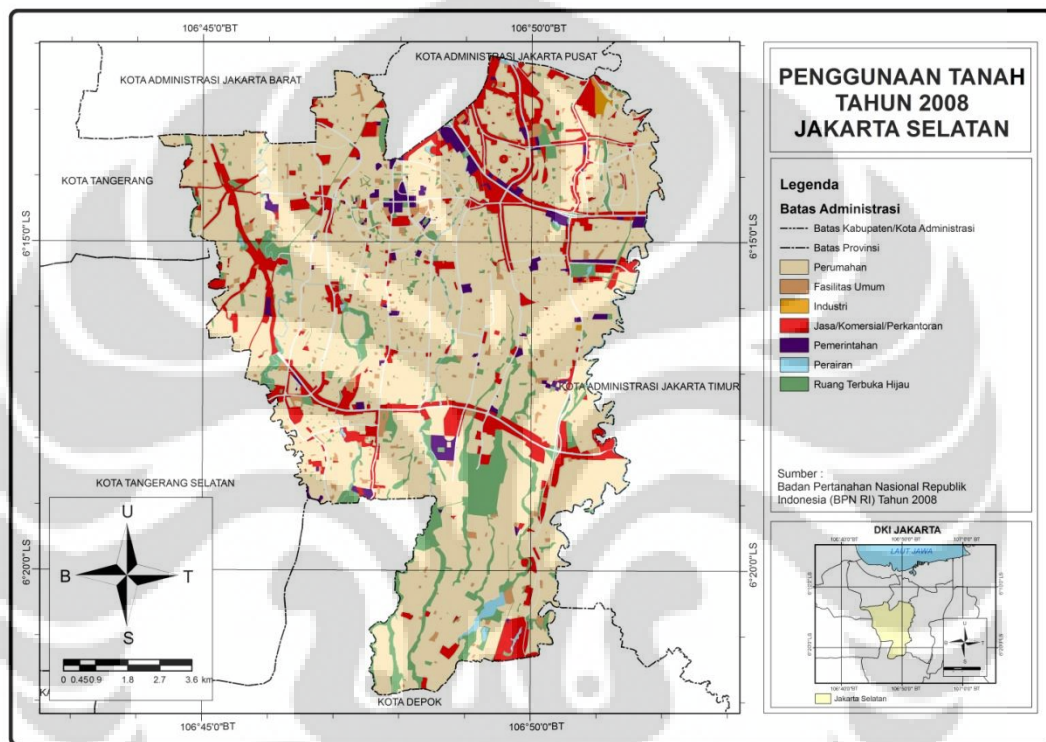 106°45'0"BT
106°50'0"BT
KOTA ADMINISTRASI JAKARTA PUSAT
KOTA ADMINISTRASI JAKARTA BARAT
KOTA TANGERANG
6°15'0"LS
6°15'0"LS
KOTA ADMINISTRASI JAKARTA TIMUR
KOTA TANGERANG SELATAN
6°20'0"LS
6°20'0"LS
U
B
T
S
0 0.45 0.9 1.8 2.7 3.6 km
KOTA DEPOK
106°45'0"BT
106°50'0"BT
PENGGUNAAN TANAH
TAHUN 2008
JAKARTA SELATAN
Legenda
Batas Administrasi
Batas Kabupaten/Kota Administrasi
Batas Provinsi
Perumahan
Fasilitas Umum
Industri
Jasa/Komersial/Perkantoran
Pemerintahan
Perairan
Ruang Terbuka Hijau
Sumber :
Badan Pertanahan Nasional Republik
Indonesia (BPN RI) Tahun 2008
DKI JAKARTA
LAUT JAWA
Jakarta Selatan